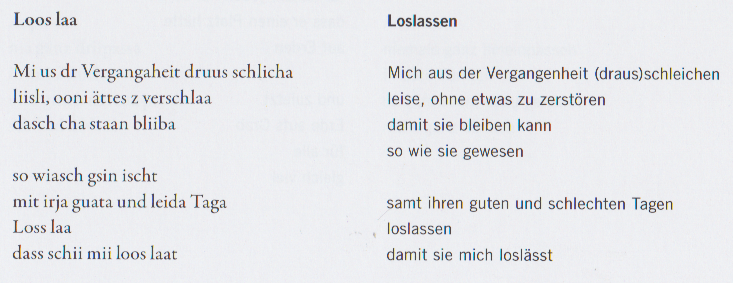 Loos laa
Mi us dr Vergangaheit druus schlicha
liisli, ooni ättes z verschlaa
dasch cha staan bliiba
so wiasch gsin ischt
mit irja guata und leida Taga
Loss laa
dass schii mii loos laat
Loslassen
Mich aus der Vergangenheit (draus)schleichen
leise, ohne etwas zu zerstören
damit sie bleiben kann
so wie sie gewesen
samt ihren guten und schlechten Tagen
loslassen
damit sie mich loslässt